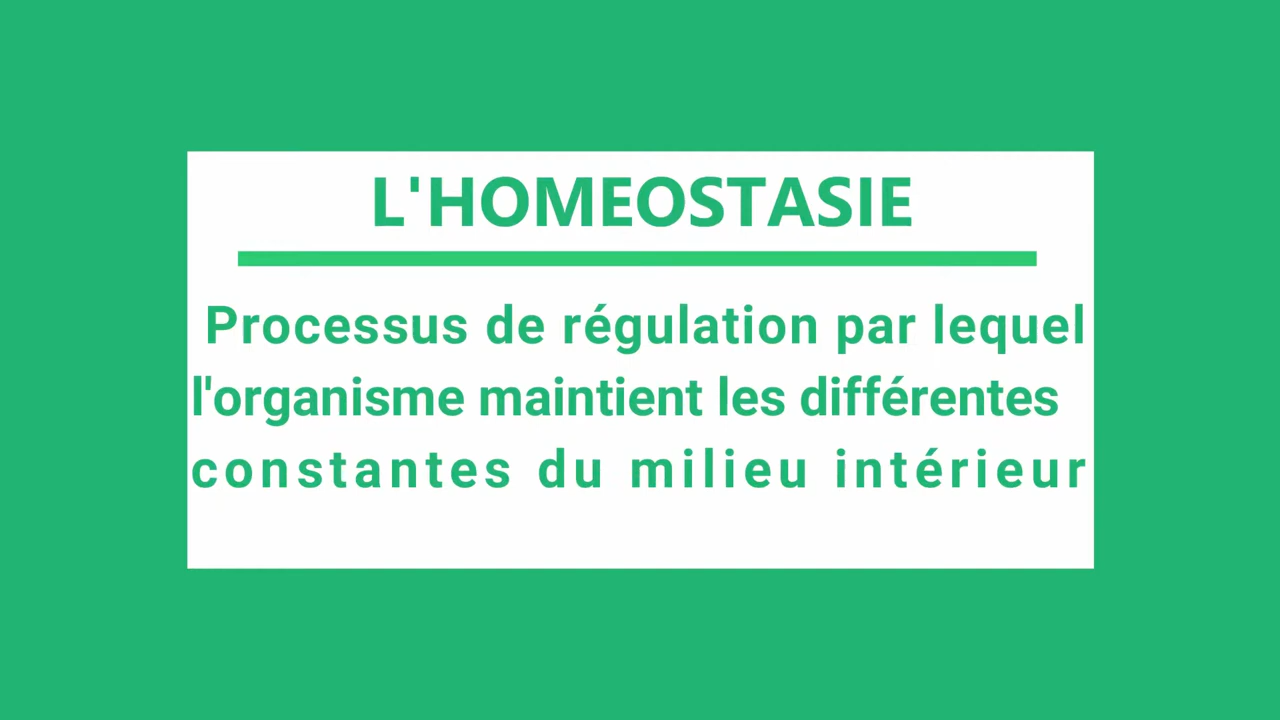 L'HOMEOSTASIE
Processus de régulation par lequel
l'organisme maintient les différentes
constantes du milieu intérieur